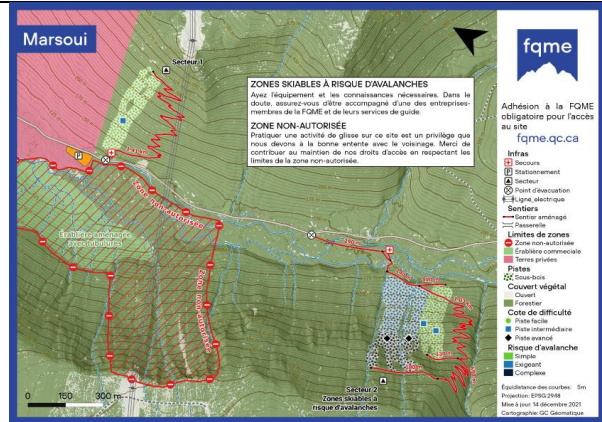 Marsoui
Secteur 1
ZONES SKIABLES À RISQUE D'AVALANCHES
Ayez l'équipement et les connaissances nécessaires. Dans le
doute, assurez-vous d'être accompagné d'une des entreprises-
membres de la FQME et de leurs services de guide.
ZONE NON-AUTORISÉE
Pratiquer une activité de glisse sur ce site est un privilège que
nous devons à la bonne entente avec le voisinage. Merci de
contribuer au maintien de nos droits d'accès en respectant les
limites de la zone non-autorisée.
P
Zone non-autorisée
Érablière aménagée
avec tubulures
Zone non-autorisée
Secteur 2
Zones skiables à
risque d'avalanches
0 150 300 m
fqme
Adhésion à la FQME
obligatoire pour l'accès
au site
fqme.qc.ca
Infras
Secours
P Stationnement
Secteur
Point d'évacuation
Ligne_electrique
Sentiers
Sentier aménagé
Passerelle
Limites de zones
Zone non-autorisée
Érablière commeciale
Terres privées
Pistes
Sous-bois
Couvert végétal
Ouvert
Forestier
Cote de difficulté
Piste facile
Piste intermédiaire
Piste avancé
Risque d'avalanche
Simple
Exigeant
Complexe
Équidistance des courbes: 5m
Projection: EPSG:2948
Mise à jour: 14 décembre 2021
Cartographie: GC Géomatique